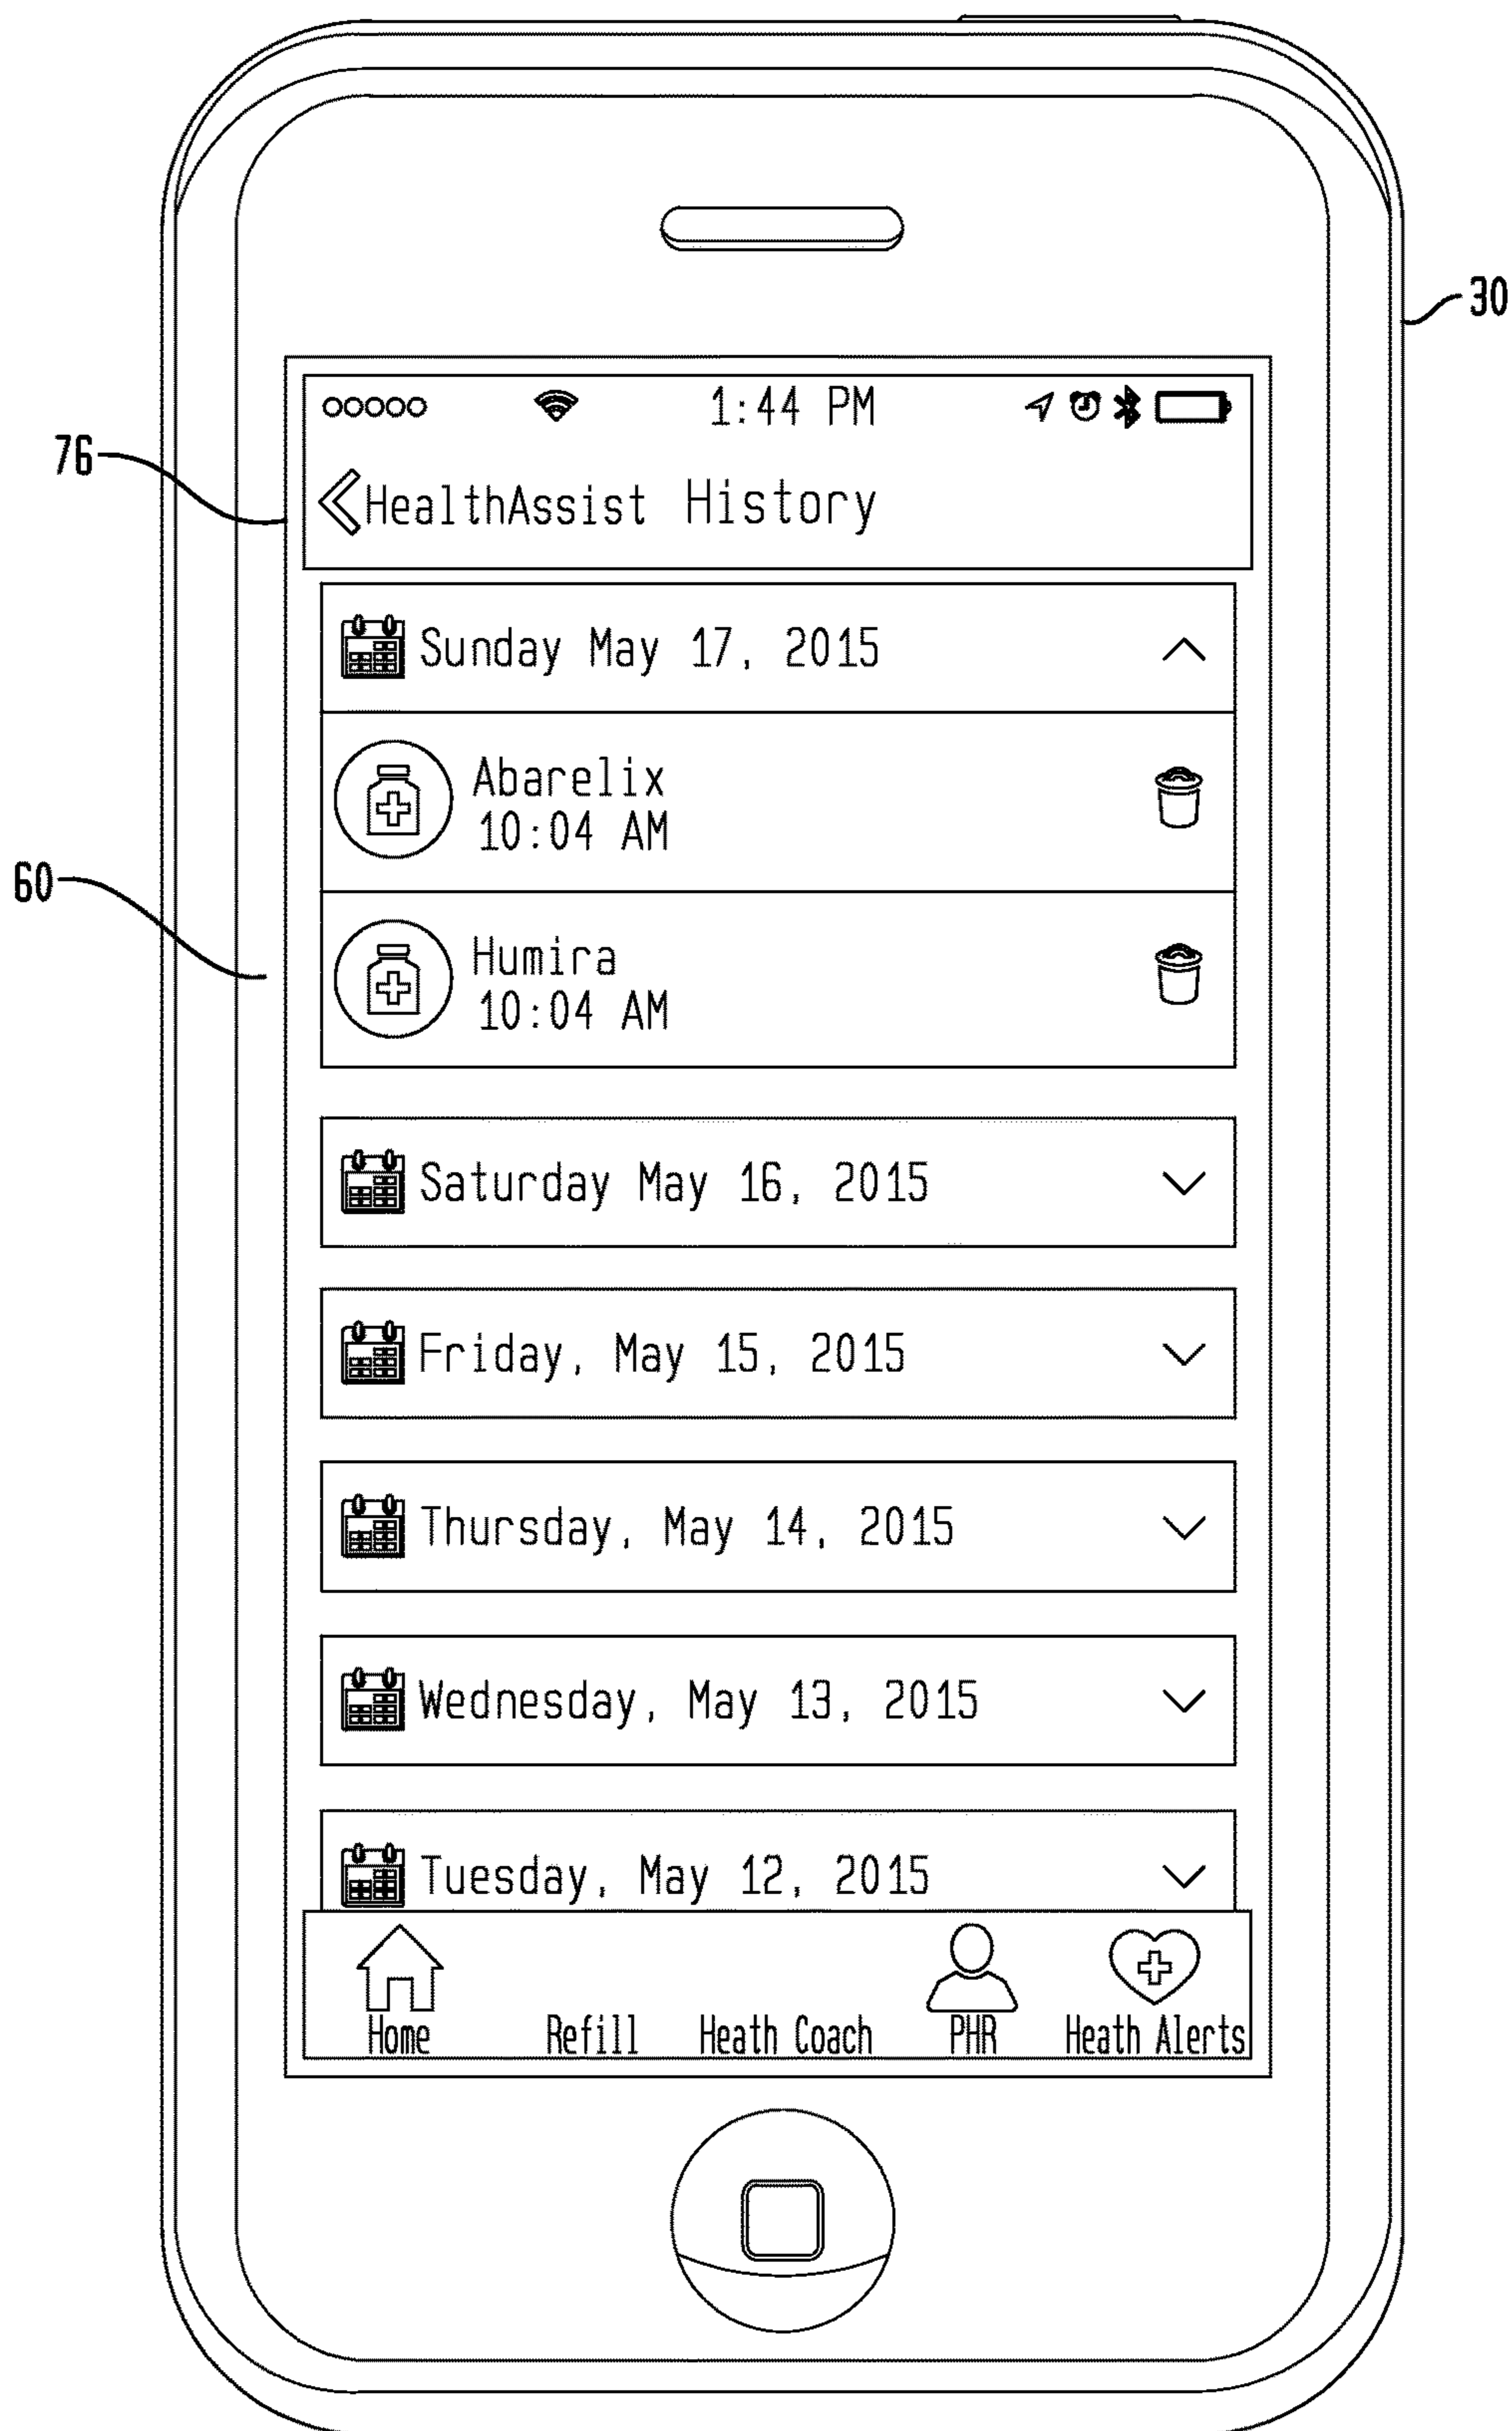 30
1:44 PM
76
HealthAssist History
Sunday May 17, 2015
Abarelix
10:04 AM
60
Humira
10:04 AM
Saturday May 16, 2015
Friday, May 15, 2015
Thursday, May 14, 2015
Wednesday, May 13, 2015
Tuesday, May 12, 2015
Home Refill Heath Coach PHR Heath Alerts